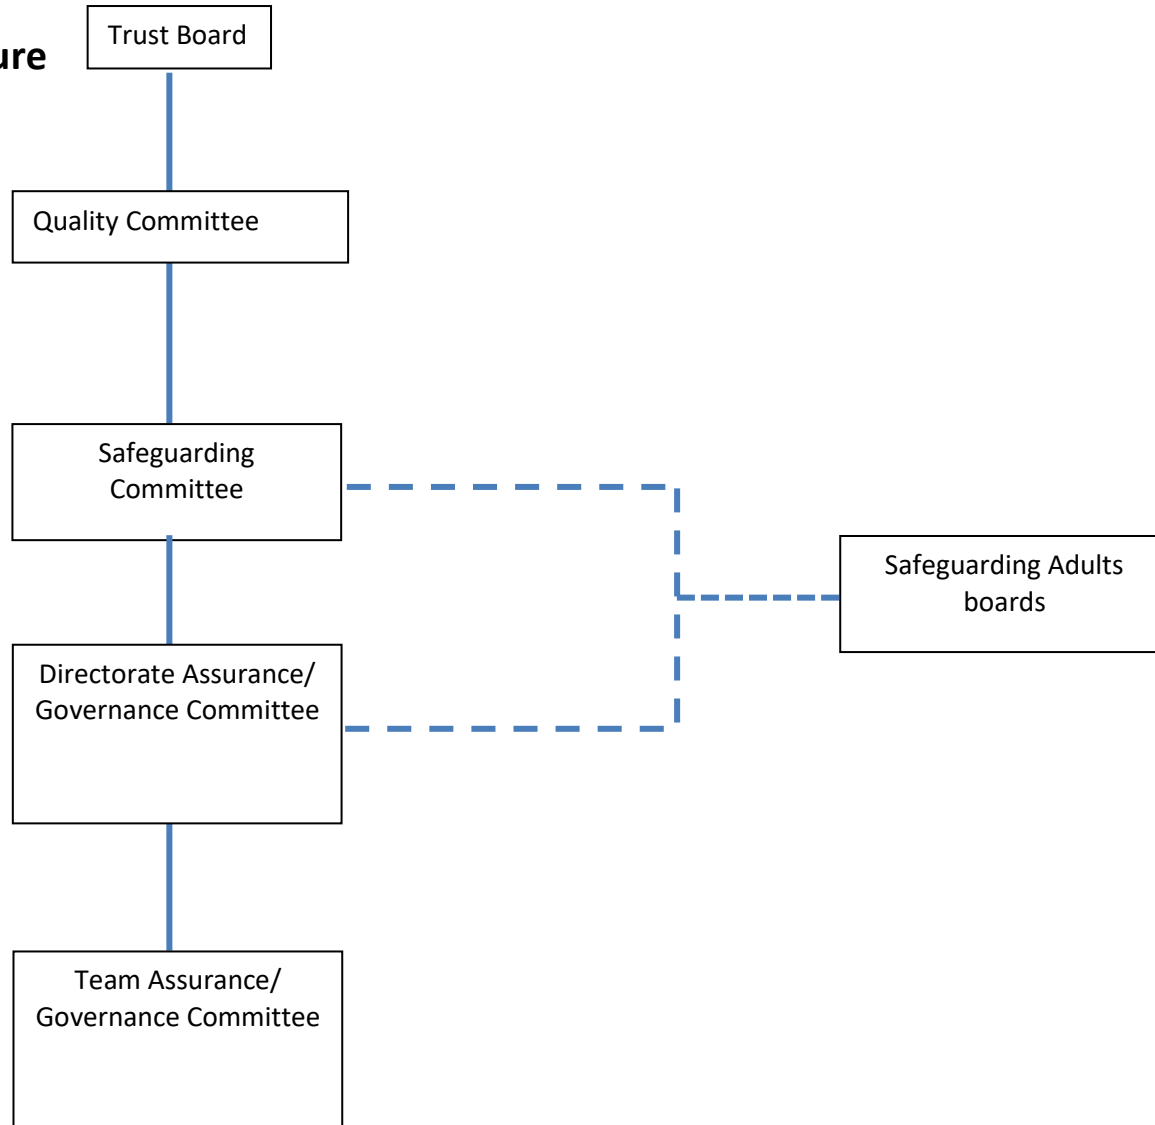 Trust Board
ure
Quality Committee
Safeguarding
Committee
Safeguarding Adults
boards
Directorate Assurance/
Governance Committee
Team Assurance/
Governance Committee